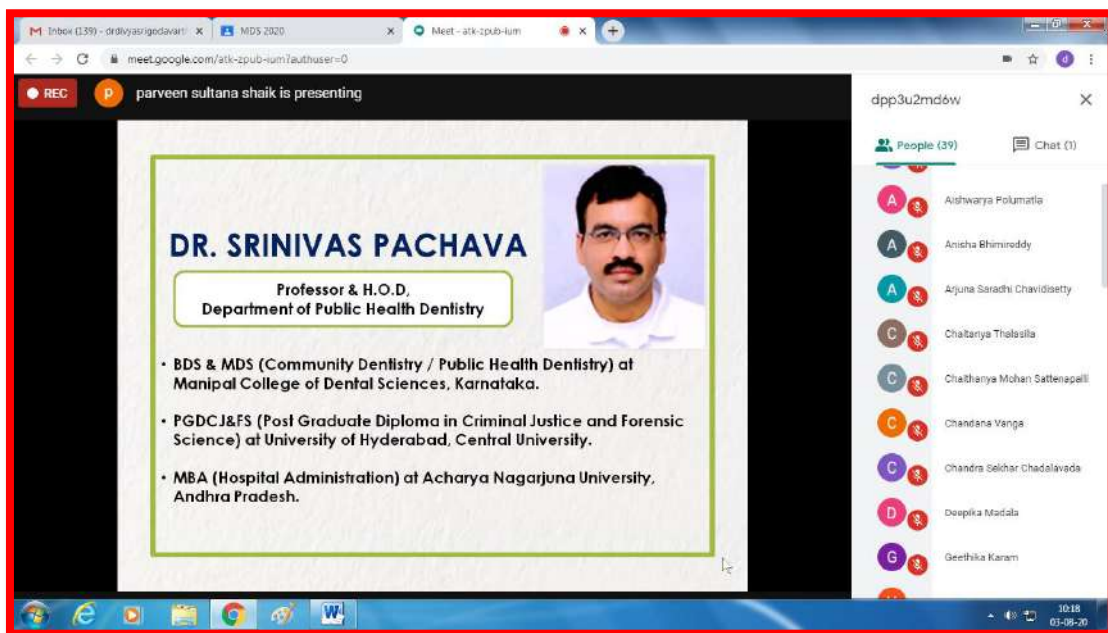 Inbox (139) - drdivyasrigodavarti
MDS 2020
Meet - atk-zpub-ium
meet.google.com/atk-zpub-ium?authuser=0
REC
P
parveen sultana shaik is presenting
DR. SRINIVAS PACHAVA
Professor & H.O.D,
Department of Public Health Dentistry
• BDS & MDS (Community Dentistry / Public Health Dentistry) at
Manipal College of Dental Sciences, Karnataka.
• PGDCJ&FS (Post Graduate Diploma in Criminal Justice and Forensic
Science) at University of Hyderabad, Central University.
• MBA (Hospital Administration) at Acharya Nagarjuna University,
Andhra Pradesh.
d
dpp3u2md6w
People (39)
Chat (1)
A Aishwarya Polumatla
A Anisha Bhimireddy
A Arjuna Saradhi Chavidisetty
C Chaitanya Thalasila
C Chaithanya Mohan Sattenapalli
C Chandana Vanga
C Chandra Sekhar Chadalavada
D Deepika Madala
G Geethika Karam
10:18
03-08-20